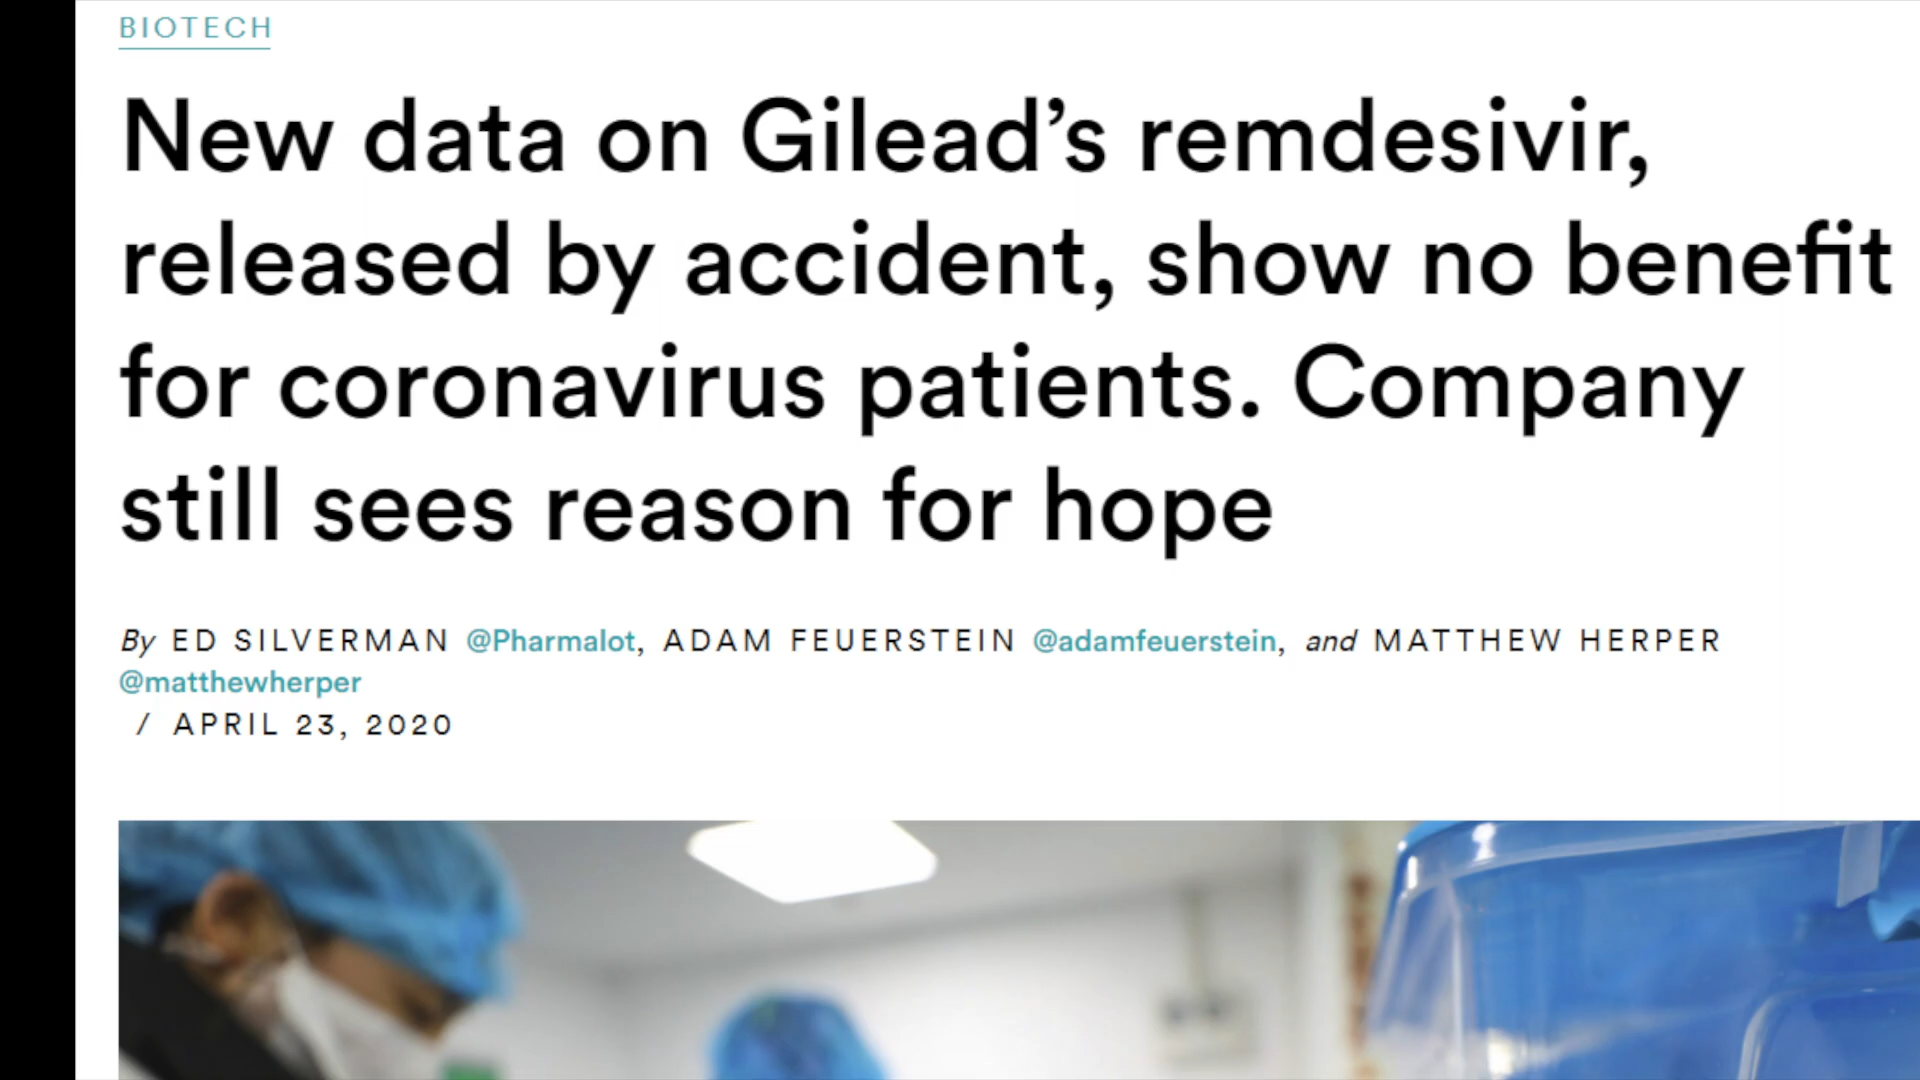 BIOTECH
New data on Gilead’s remdesivir,
released by accident, show no benefit
for coronavirus patients. Company
still sees reason for hope
By ED SILVERMAN @Pharmalot, ADAM FEUERSTEIN @adamfeuerstein, and MATTHEW HERPER
@matthewherper
/ APRIL 23, 2020